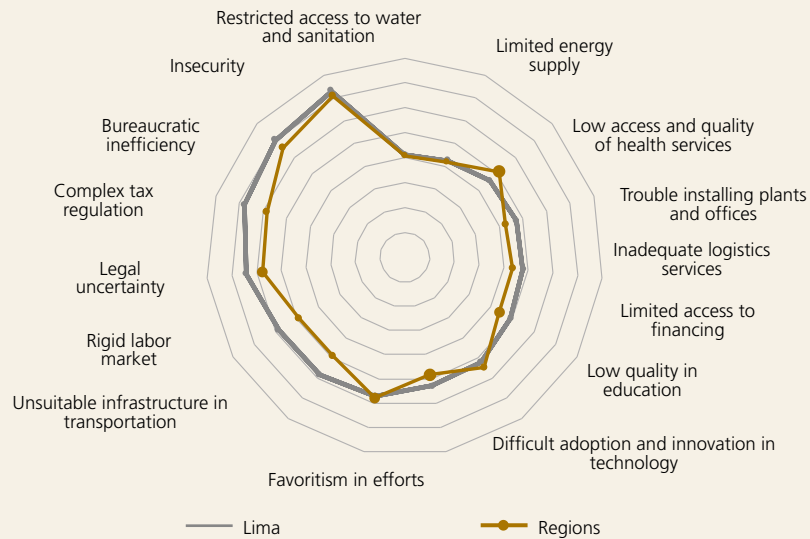 Restricted access to water
and sanitation
Limited energy
supply
Insecurity
Low access and quality
of health services
Bureaucratic
inefficiency
Trouble installing plants
and offices
Complex tax
regulation
Inadequate logistics
services
Legal
uncertainty
Limited access to
financing
Rigid labor
market
Low quality in
education
Unsuitable infrastructure in
transportation
Difficult adoption and innovation in
technology
Favoritism in efforts
Lima
Regions